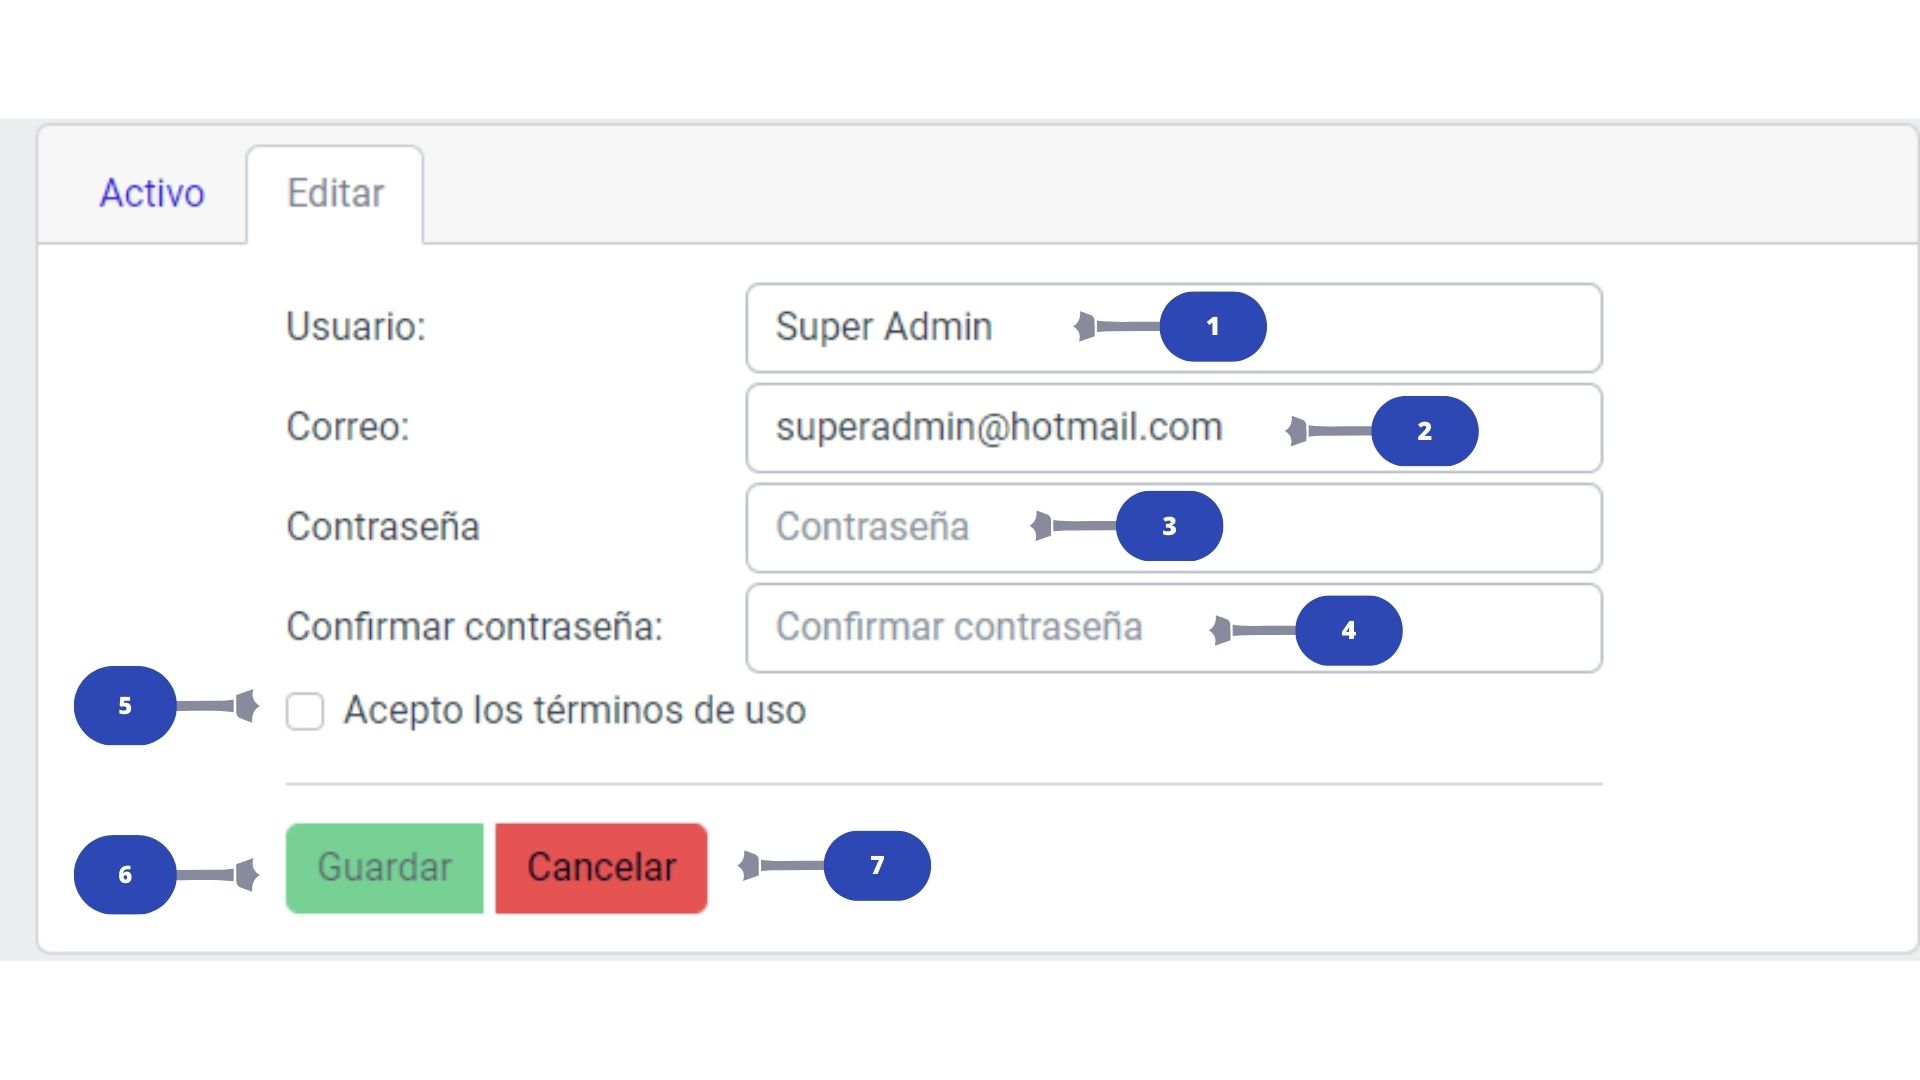 Activo Editar
Usuario: Super Admin 1
Correo: superadmin@hotmail.com 2
Contraseña Contraseña 3
Confirmar contraseña: Confirmar contraseña 4
5 Acepto los términos de uso
6 Guardar Cancelar 7